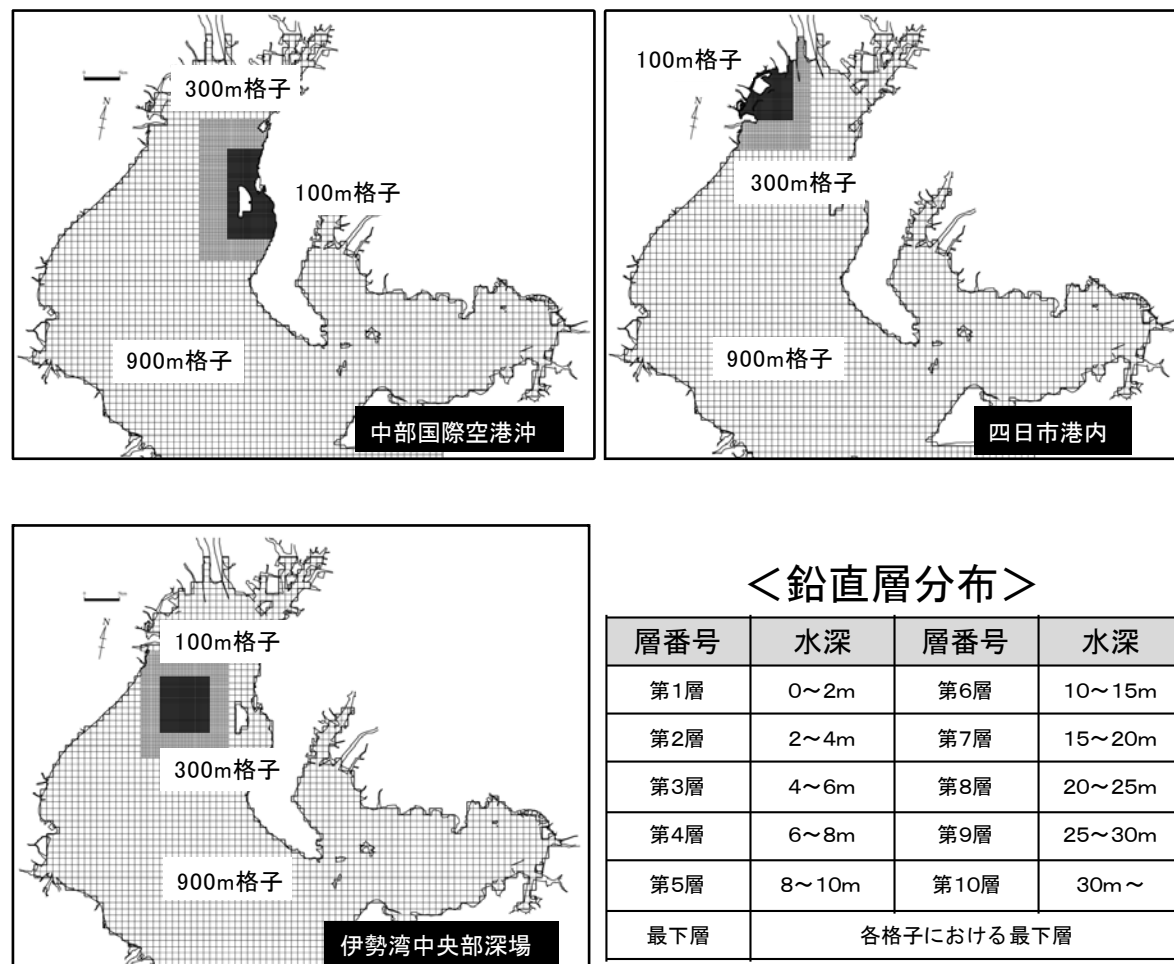 300m格子
N
100m格子
900m格子
中部国際空港沖
100m格子
N
300m格子
900m格子
四日市港内
N
100m格子
300m格子
900m格子
伊勢湾中央部深場
＜鉛直層分布＞
層番号 水深 層番号 水深
第1層 0～2m 第6層 10～15m
第2層 2～4m 第7層 15～20m
第3層 4～6m 第8層 20～25m
第4層 6～8m 第9層 25～30m
第5層 8～10m 第10層 30m～
最下層 各格子における最下層